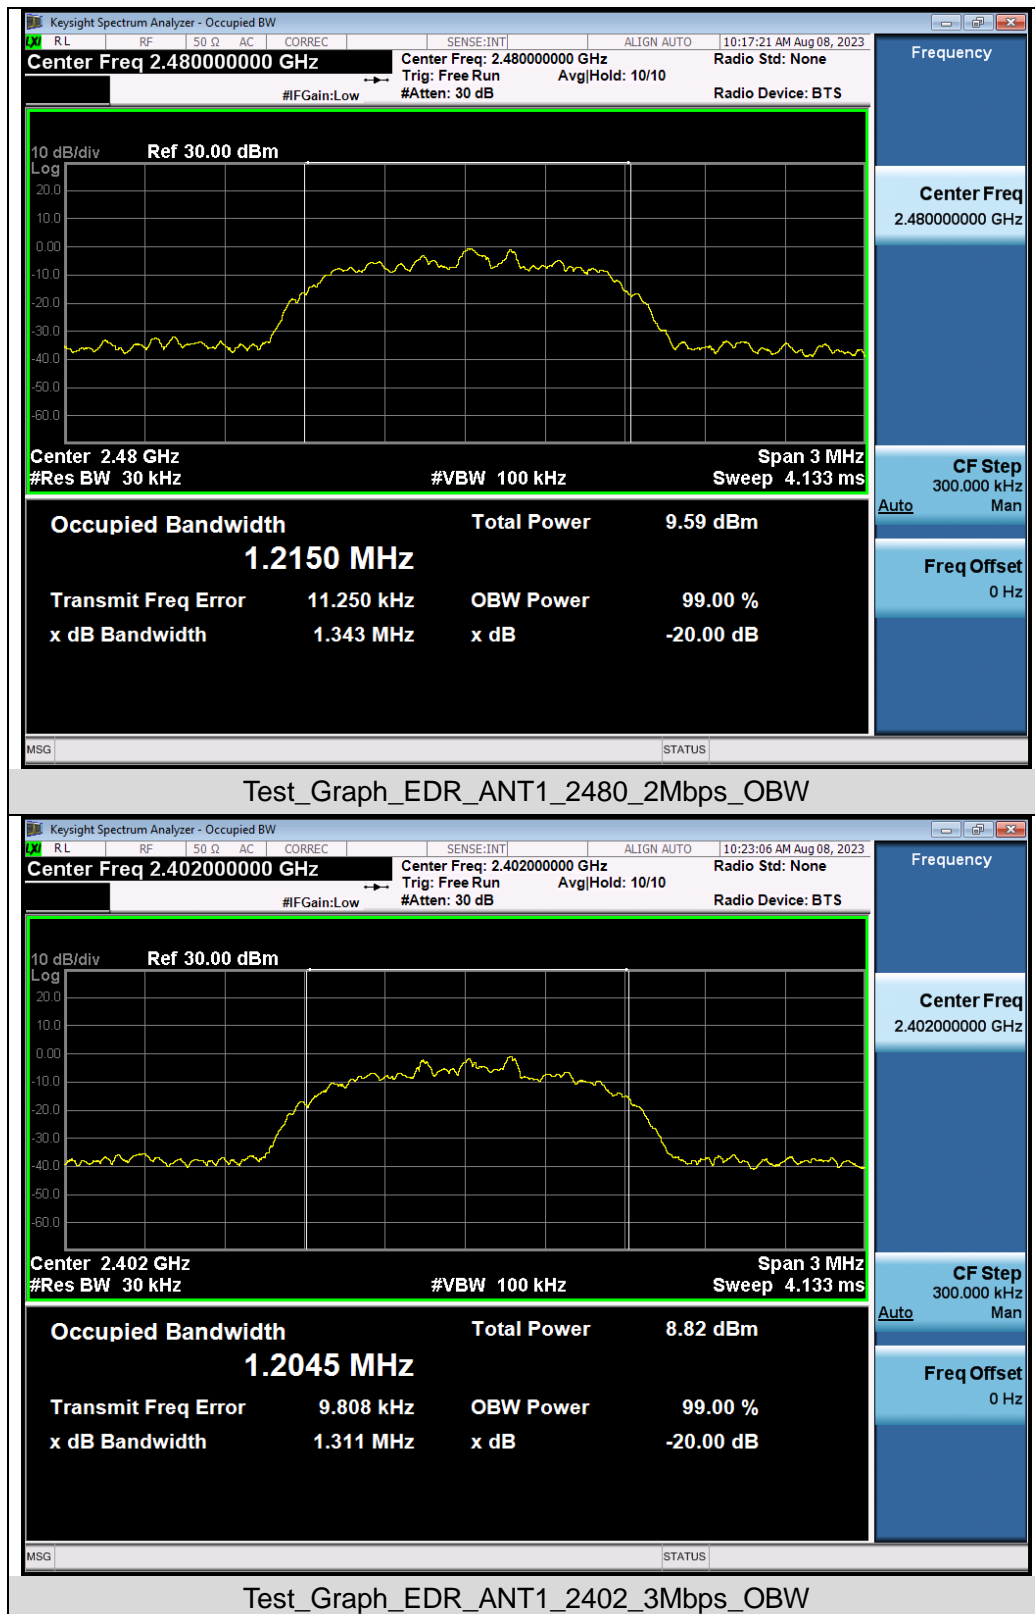 Keysight Spectrum Analyzer - Occupied BW
LXI RL RF 50 Ω AC CORREC SENSE:INT ALIGN AUTO 10:17:21 AM Aug 08, 2023
Center Freq 2.480000000 GHz
Center Freq: 2.480000000 GHz
Radio Std: None
Trig: Free Run Avg|Hold: 10/10
#IFGain:Low
#Atten: 30 dB
Radio Device: BTS
Frequency
10 dB/div Ref 30.00 dBm
Log
20.0
10.0
0.00
-10.0
-20.0
-30.0
-40.0
-50.0
-60.0
Center Freq
2.480000000 GHz
Center 2.48 GHz Span 3 MHz
#Res BW 30 kHz #VBW 100 kHz Sweep 4.133 ms
CF Step
300.000 kHz
Auto Man
Freq Offset
0 Hz
Occupied Bandwidth Total Power 9.59 dBm
1.2150 MHz
Transmit Freq Error 11.250 kHz OBW Power 99.00 %
x dB Bandwidth 1.343 MHz x dB -20.00 dB
MSG STATUS
Test_Graph_EDR_ANT1_2480_2Mbps_OBW
Keysight Spectrum Analyzer - Occupied BW
LXI RL RF 50 Ω AC CORREC SENSE:INT ALIGN AUTO 10:23:06 AM Aug 08, 2023
Center Freq 2.402000000 GHz
Center Freq: 2.402000000 GHz
Radio Std: None
Trig: Free Run Avg|Hold: 10/10
#IFGain:Low
#Atten: 30 dB
Radio Device: BTS
Frequency
10 dB/div Ref 30.00 dBm
Log
20.0
10.0
0.00
-10.0
-20.0
-30.0
-40.0
-50.0
-60.0
Center Freq
2.402000000 GHz
Center 2.402 GHz Span 3 MHz
#Res BW 30 kHz #VBW 100 kHz Sweep 4.133 ms
CF Step
300.000 kHz
Auto Man
Freq Offset
0 Hz
Occupied Bandwidth Total Power 8.82 dBm
1.2045 MHz
Transmit Freq Error 9.808 kHz OBW Power 99.00 %
x dB Bandwidth 1.311 MHz x dB -20.00 dB
MSG STATUS
Test_Graph_EDR_ANT1_2402_3Mbps_OBW